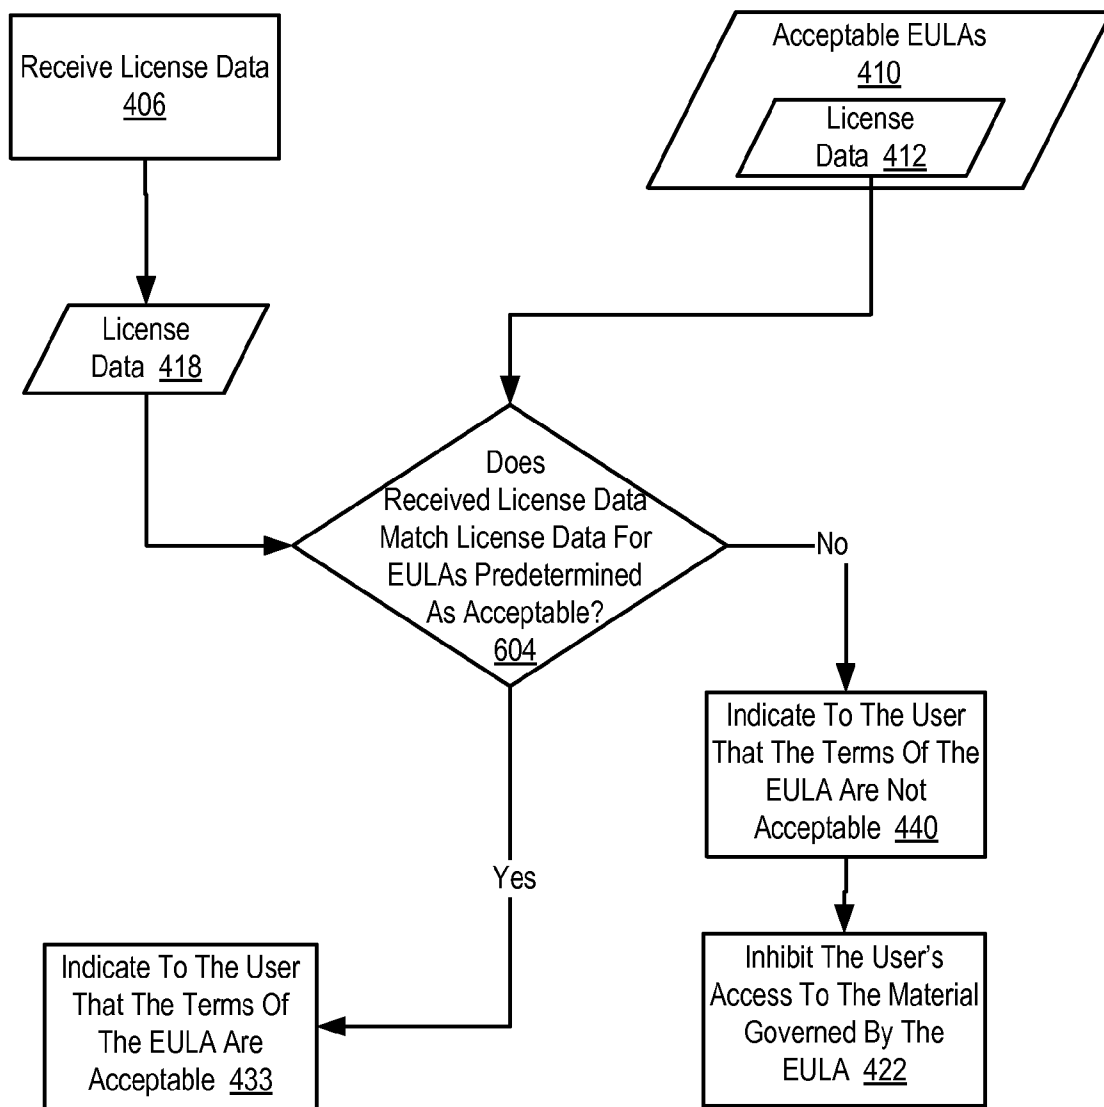 Receive License Data
406
Acceptable EULAs
410
License
Data 412
License
Data 418
Does
Received License Data
Match License Data For
EULAs Predetermined
As Acceptable?
604
No
Indicate To The User
That The Terms Of The
EULA Are Not
Acceptable 440
Yes
Indicate To The User
That The Terms Of
The EULA Are
Acceptable 433
Inhibit The User's
Access To The Material
Governed By The
EULA 422